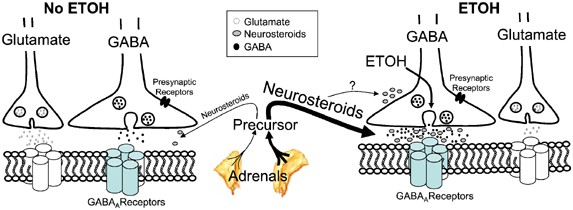 No ETOH
Glutamate
GABA
Presynaptic
Receptors
GABAAReceptors
Glutamate
Neurosteroids
GABA
Neurosteroids
Neurosteroids
?
Precursor
Adrenals
ETOH
GABA
Glutamate
ETOH
Presynaptic
Receptors
GABAAReceptors